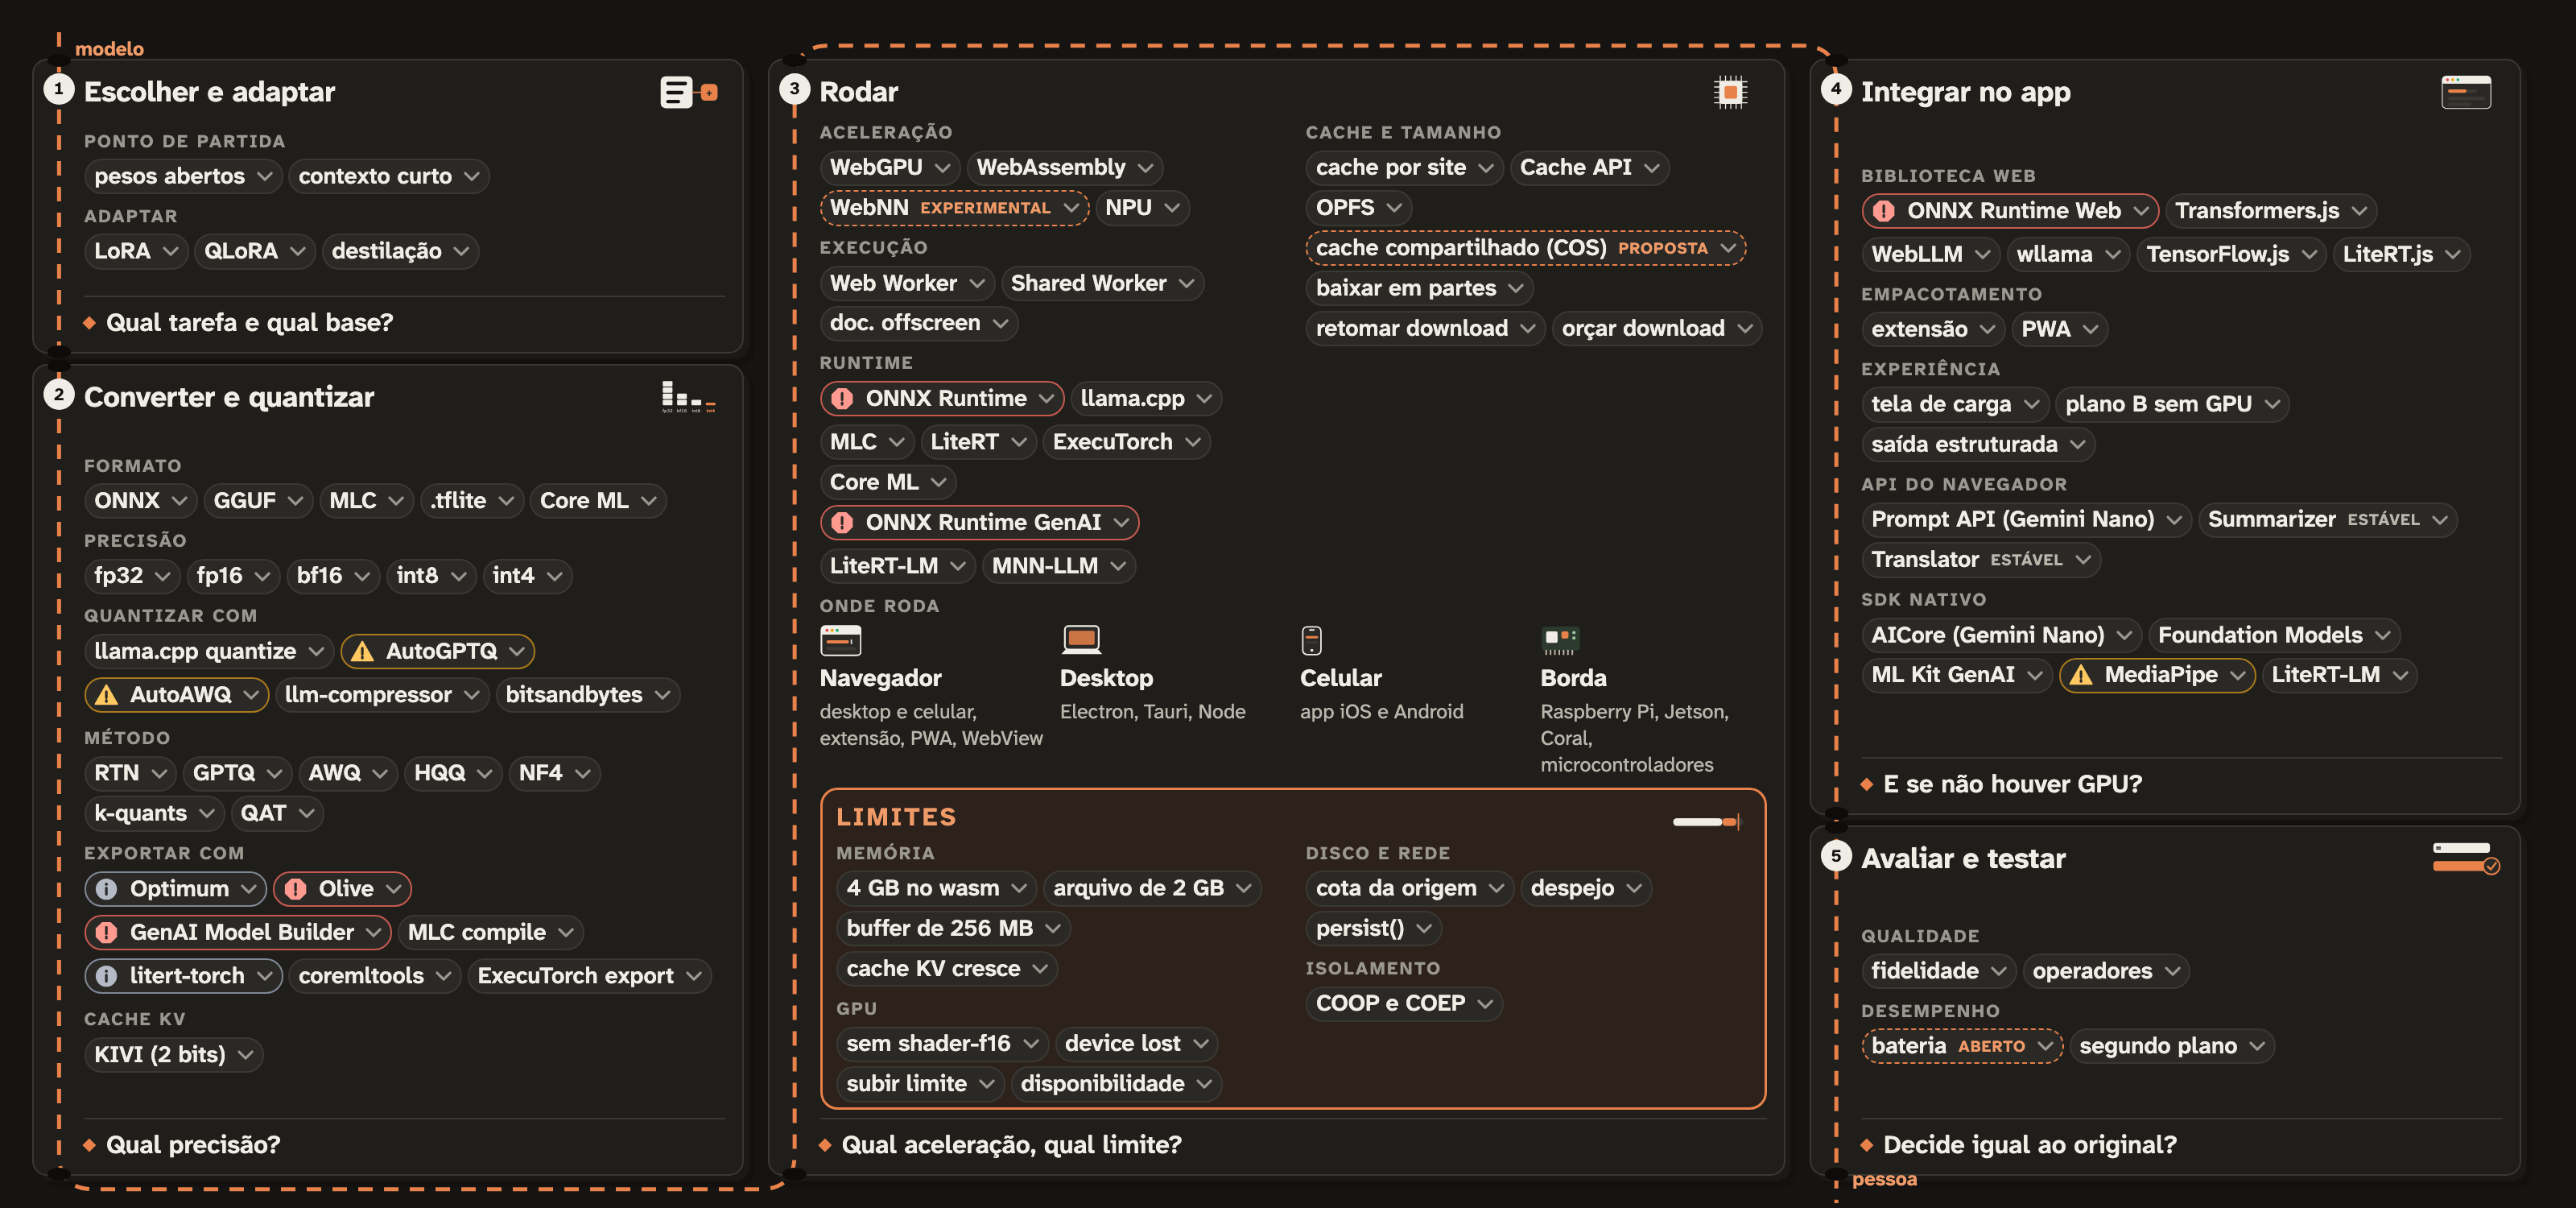 modelo
1 Escolher e adaptar
PONTO DE PARTIDA
pesos abertos contexto curto
ADAPTAR
LoRA QLoRA destilação
Qual tarefa e qual base?
2 Converter e quantizar
fp32 bf16 int8 int4
FORMATO
ONNX GGUF MLC .tflite Core ML
PRECISÃO
fp32 fp16 bf16 int8 int4
QUANTIZAR COM
llama.cpp quantize AutoGPTQ
AutoAWQ llm-compressor bitsandbytes
MÉTODO
RTN GPTQ AWQ HQQ NF4
k-quants QAT
EXPORTAR COM
Optimum Olive
GenAI Model Builder MLC compile
litert-torch coremltools ExecuTorch export
CACHE KV
KIVI (2 bits)
Qual precisão?
3 Rodar
ACELERAÇÃO
WebGPU WebAssembly
WebNN EXPERIMENTAL NPU
EXECUÇÃO
Web Worker Shared Worker
doc. offscreen
RUNTIME
ONNX Runtime llama.cpp
MLC LiteRT ExecuTorch
Core ML
ONNX Runtime GenAI
LiteRT-LM MNN-LLM
CACHE E TAMANHO
cache por site Cache API
OPFS
cache compartilhado (COS) PROPOSTA
baixar em partes
retomar download orçar download
ONDE RODA
Navegador
desktop e celular,
extensão, PWA, WebView
Desktop
Electron, Tauri, Node
Celular
app iOS e Android
Borda
Raspberry Pi, Jetson,
Coral,
microcontroladores
LIMITES
MEMÓRIA
4 GB no wasm arquivo de 2 GB
buffer de 256 MB
cache KV cresce
GPU
sem shader-f16 device lost
subir limite disponibilidade
DISCO E REDE
cota da origem despejo
persist()
ISOLAMENTO
COOP e COEP
Qual aceleração, qual limite?
4 Integrar no app
BIBLIOTECA WEB
ONNX Runtime Web Transformers.js
WebLLM wllama TensorFlow.js LiteRT.js
EMPACOTAMENTO
extensão PWA
EXPERIÊNCIA
tela de carga plano B sem GPU
saída estruturada
API DO NAVEGADOR
Prompt API (Gemini Nano) Summarizer ESTÁVEL
Translator ESTÁVEL
SDK NATIVO
AICore (Gemini Nano) Foundation Models
ML Kit GenAI MediaPipe LiteRT-LM
E se não houver GPU?
5 Avaliar e testar
QUALIDADE
fidelidade operadores
DESEMPENHO
bateria ABERTO segundo plano
Decide igual ao original?
pessoa